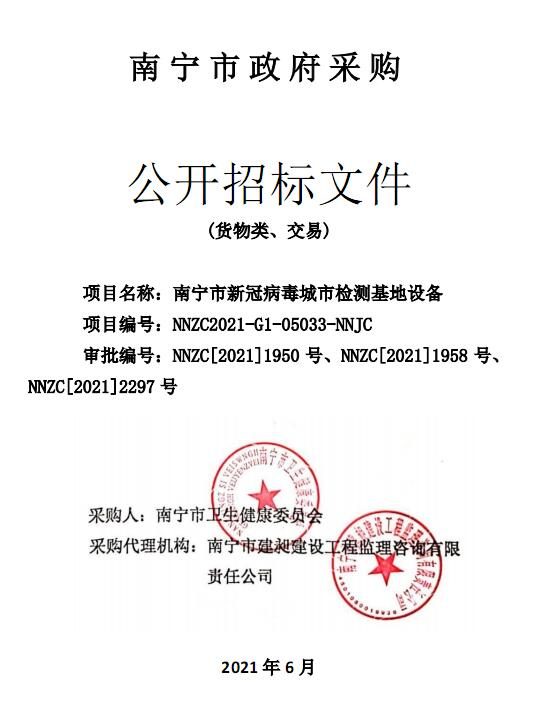 南宁市政府采购
公开招标文件
(货物类、交易)
项目名称：南宁市新冠病毒城市检测基地设备
项目编号：NNZC2021-G1-05033-NNJC
审批编号：NNZC[2021]1950 号、NNZC[2021]1958 号、
NNZC[2021]2297 号
采购人：南宁市卫生健康委员会
采购代理机构：南宁市建昶建设工程监理咨询有限
责任公司
2021 年 6 月